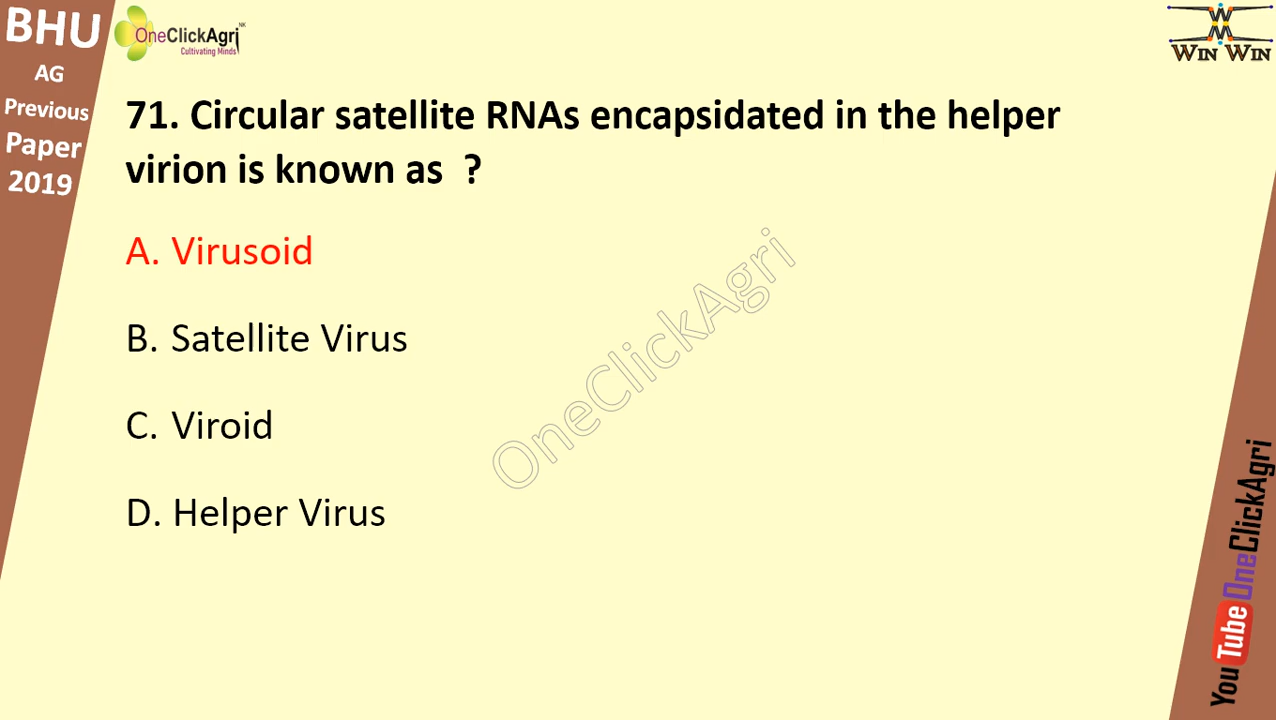 BHU
AG
Previous
Paper
2019
OneClickAgri NK
Cultivating Minds
WIN WIN
71. Circular satellite RNAs encapsidated in the helper
virion is known as ?
A. Virusoid
B. Satellite Virus
C. Viroid
D. Helper Virus
OneClickAgri
YouTube OneClickAgri